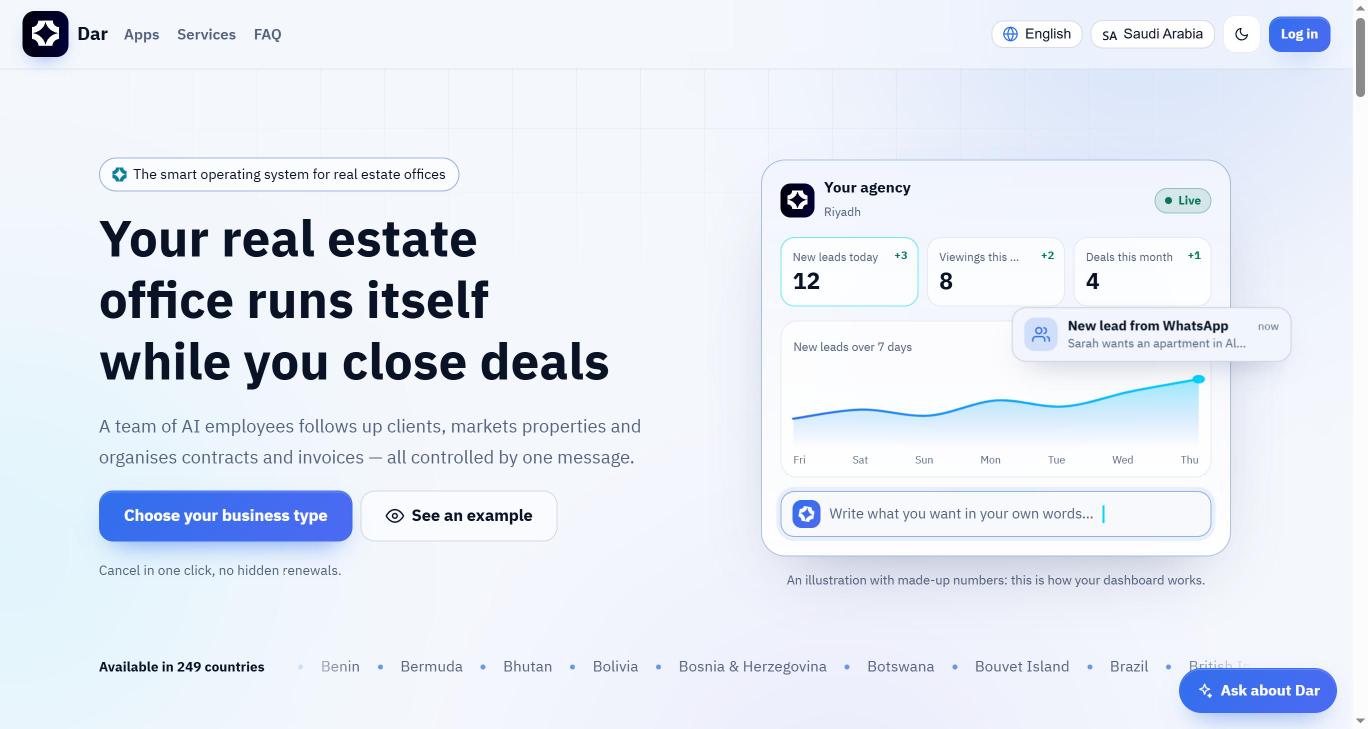 Dar
Apps
Services
FAQ
English
SA Saudi Arabia
Log in
The smart operating system for real estate offices
Your real estate
office runs itself
while you close deals
A team of AI employees follows up clients, markets properties and
organises contracts and invoices — all controlled by one message.
Choose your business type
See an example
Cancel in one click, no hidden renewals.
Your agency
Riyadh
Live
New leads today +3
12
Viewings this ... +2
8
Deals this month +1
4
New lead from WhatsApp now
Sarah wants an apartment in Al...
New leads over 7 days
Fri Sat Sun Mon Tue Wed Thu
Write what you want in your own words...
An illustration with made-up numbers: this is how your dashboard works.
Available in 249 countries
Benin • Bermuda • Bhutan • Bolivia • Bosnia & Herzegovina • Botswana • Bouvet Island • Brazil • British
Ask about Dar